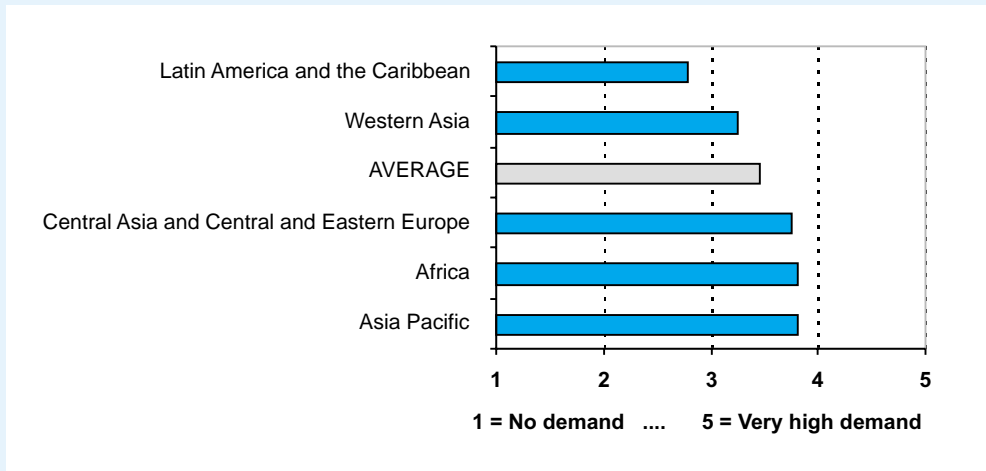 Latin America and the Caribbean
Western Asia
AVERAGE
Central Asia and Central and Eastern Europe
Africa
Asia Pacific
1 2 3 4 5
1 = No demand .... 5 = Very high demand